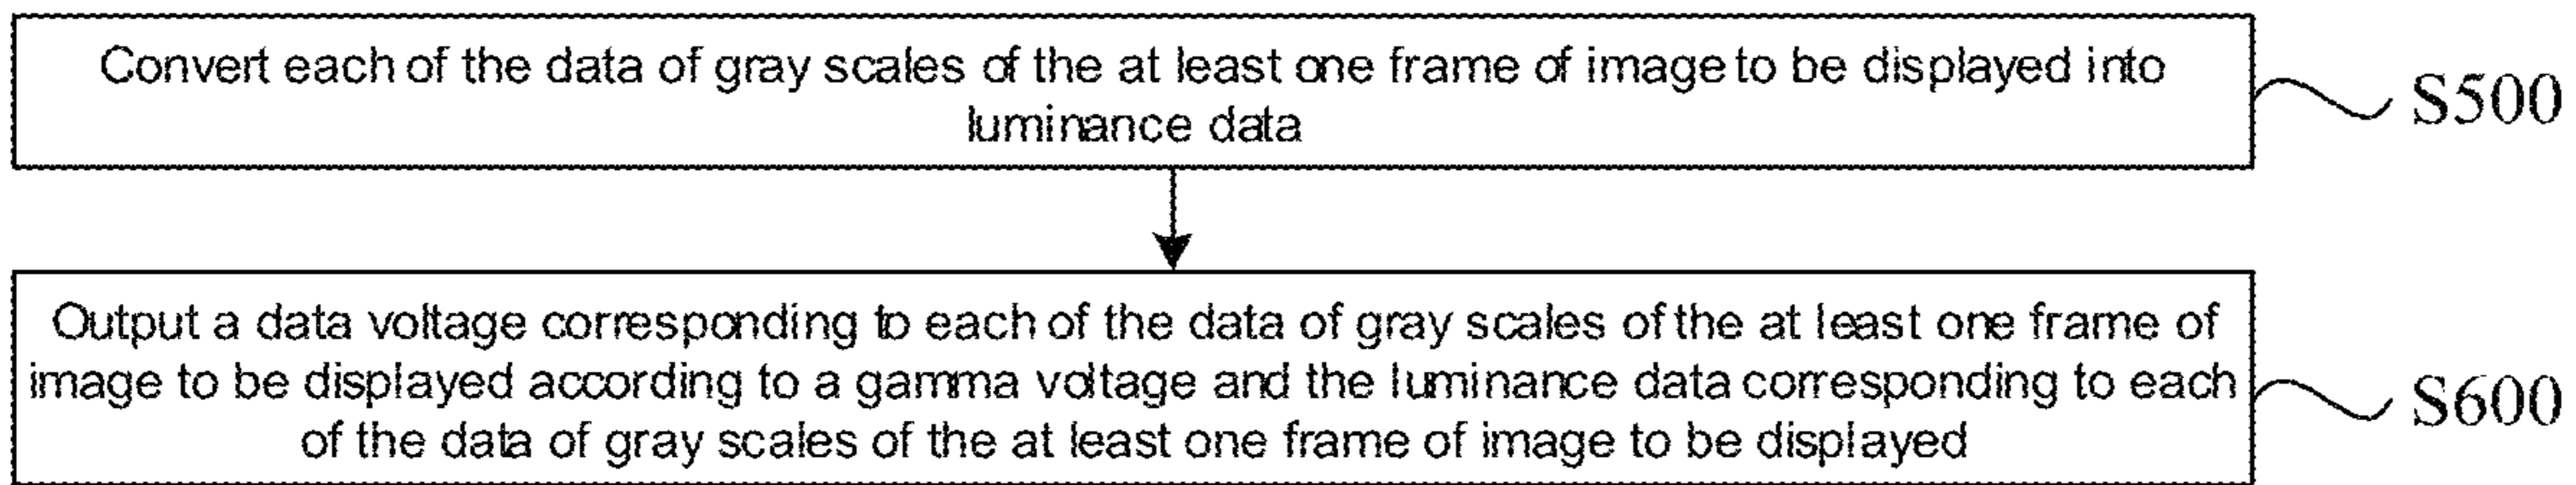 Convert each of the data of gray scales of the at least one frame of image to be displayed into
luminance data
S500
Output a data voltage corresponding to each of the data of gray scales of the at least one frame of
image to be displayed according to a gamma voltage and the luminance data corresponding to each
of the data of gray scales of the at least one frame of image to be displayed
S600